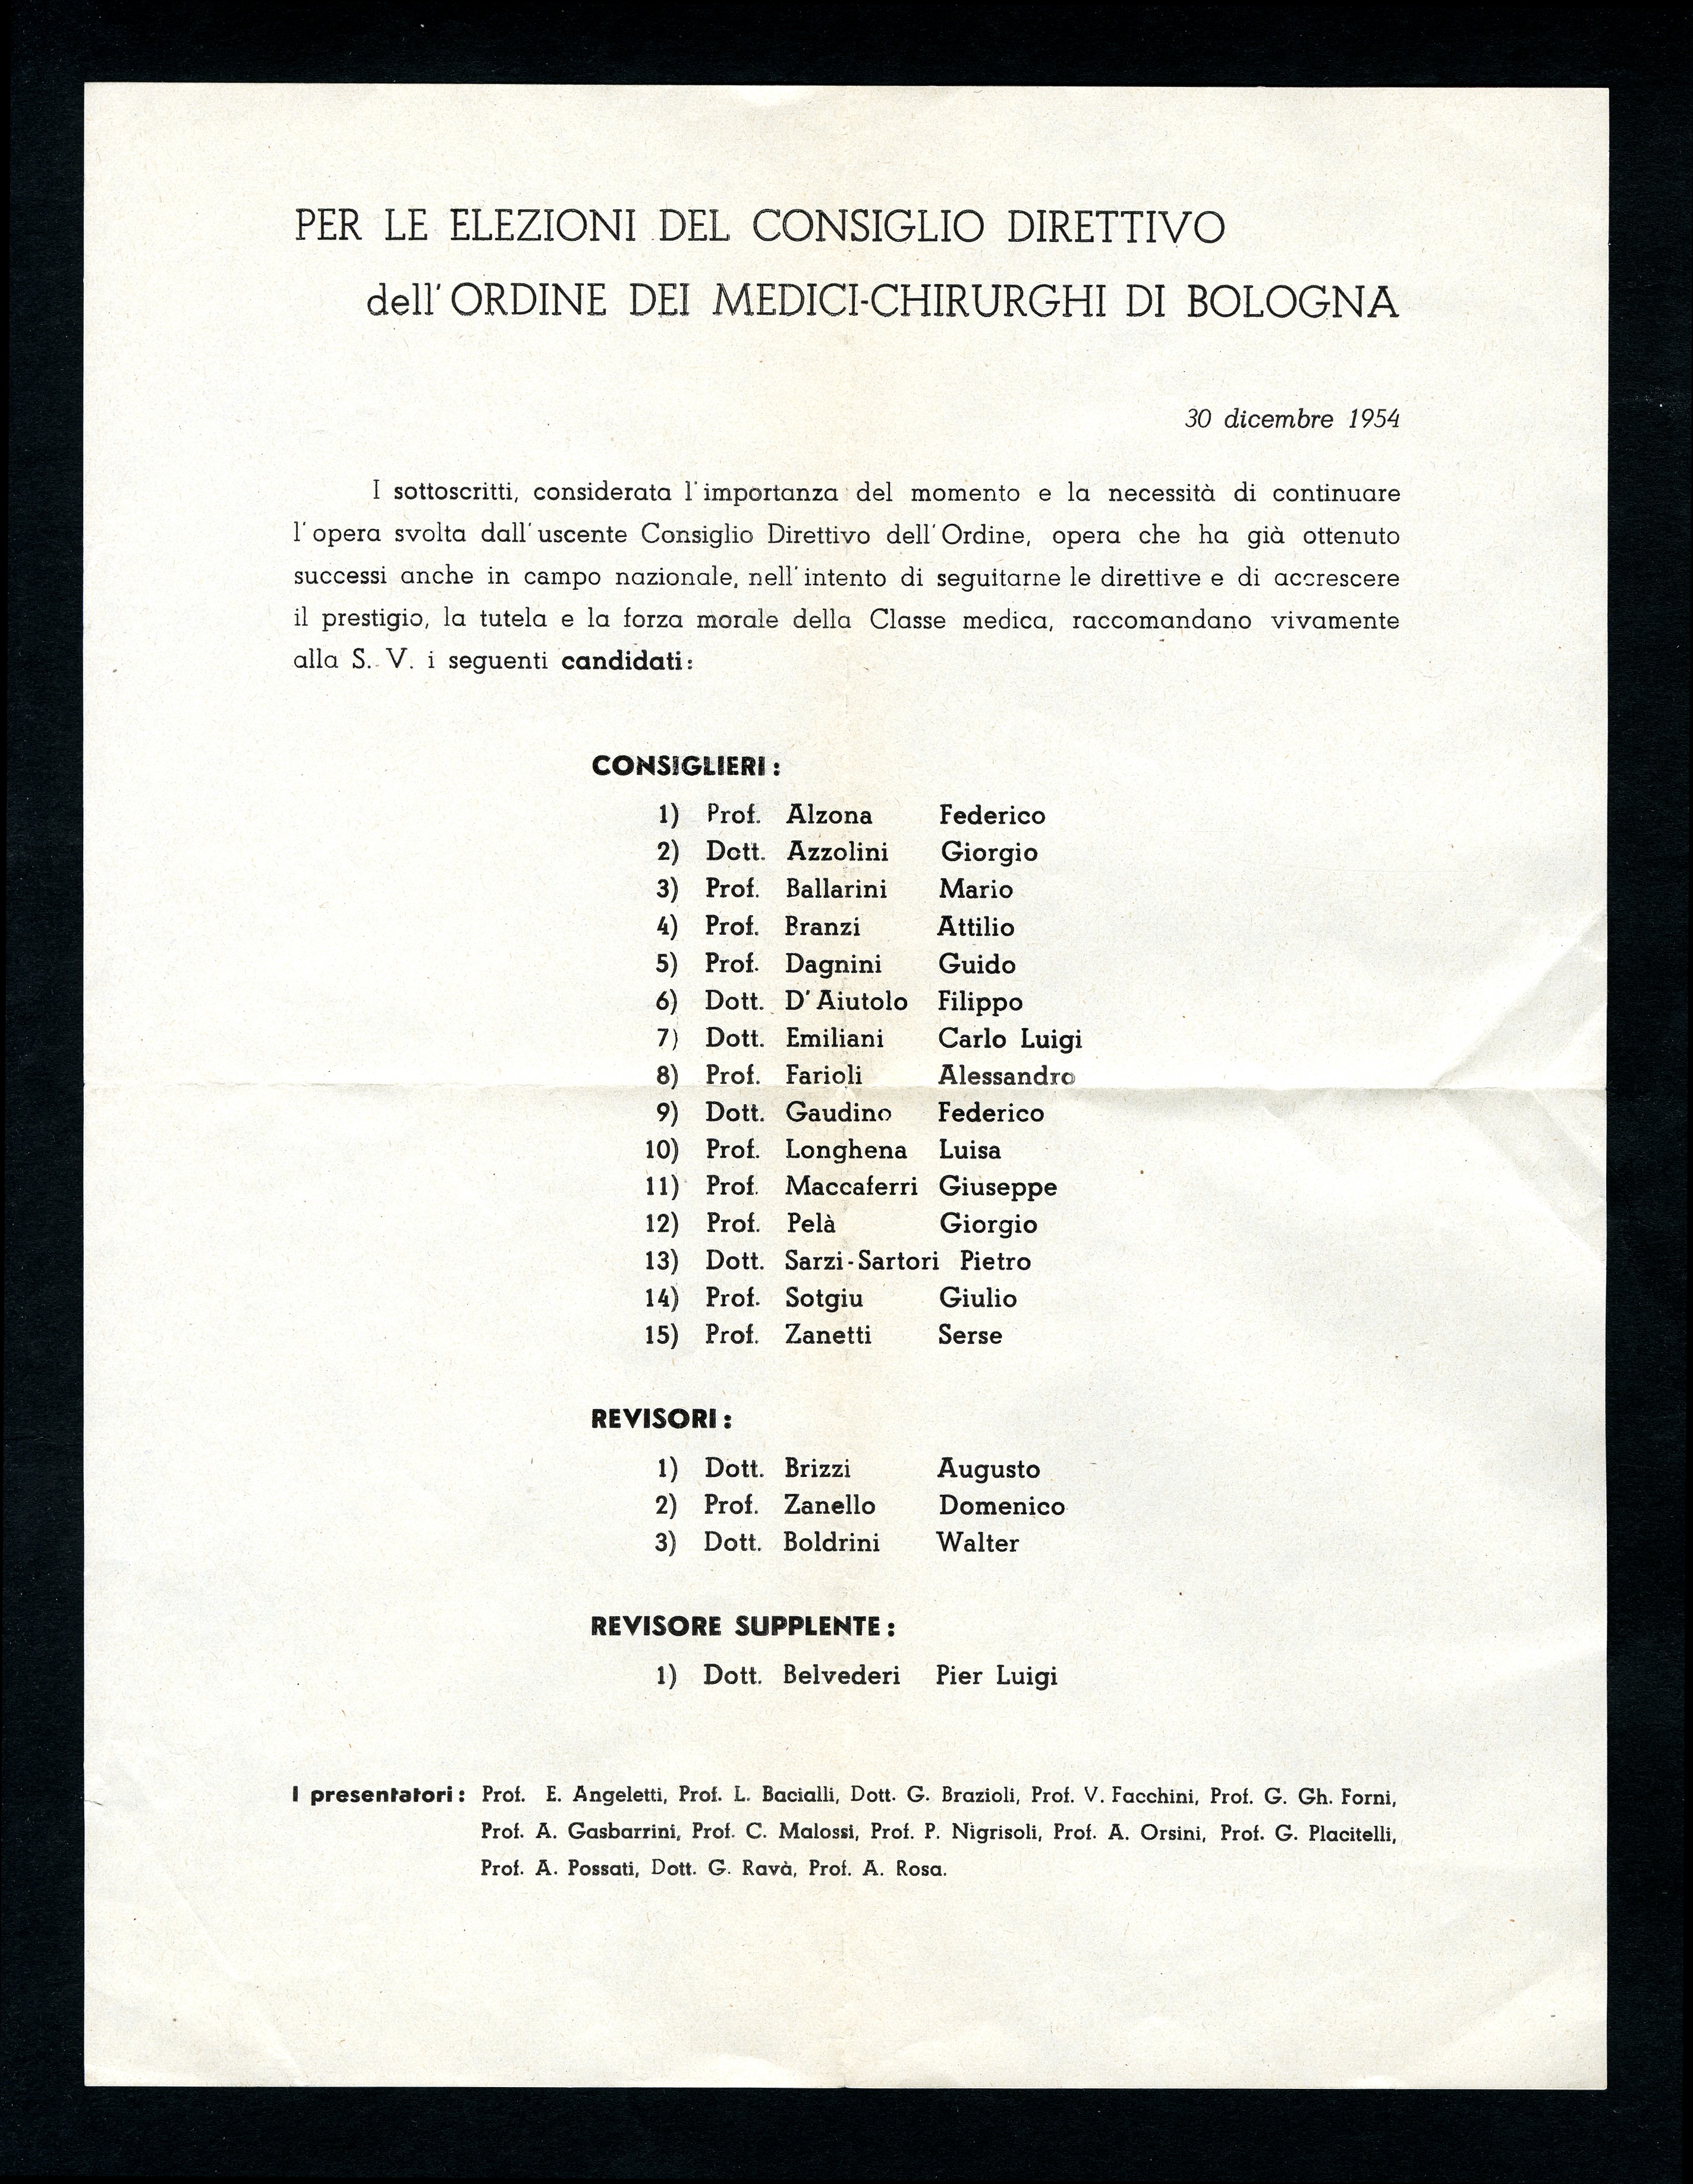 PER LE ELEZIONI DEL CONSIGLIO DIRETTIVO
dell'ORDINE DEI MEDICI-CHIRURGHI DI BOLOGNA
30 dicembre 1954
I sottoscritti, considerata l'importanza del momento e la necessità di continuare
l'opera svolta dall'uscente Consiglio Direttivo dell'Ordine, opera che ha già ottenuto
successi anche in campo nazionale, nell'intento di seguitarne le direttive e di accrescere
il prestigio, la tutela e la forza morale della Classe medica, raccomandano vivamente
alla S. V. i seguenti candidati:
CONSIGLIERI:
1) Prof. Alzona Federico
2) Dott. Azzolini Giorgio
3) Prof. Ballarini Mario
4) Prof. Branzi Attilio
5) Prof. Dagnini Guido
6) Dott. D'Aiutolo Filippo
7) Dott. Emiliani Carlo Luigi
8) Prof. Farioli Alessandro
9) Dott. Gaudino Federico
10) Prof. Longhena Luisa
11) Prof. Maccaferri Giuseppe
12) Prof. Pelà Giorgio
13) Dott. Sarzi-Sartori Pietro
14) Prof. Sotgiu Giulio
15) Prof. Zanetti Serse
REVISORI:
1) Dott. Brizzi Augusto
2) Prof. Zanello Domenico
3) Dott. Boldrini Walter
REVISORE SUPPLENTE:
1) Dott. Belvederi Pier Luigi
I presentatori: Prof. E. Angeletti, Prof. L. Bacialli, Dott. G. Brazioli, Prof. V. Facchini, Prof. G. Gh. Forni,
Prof. A. Gasbarrini, Prof. C. Malossi, Prof. P. Nigrisoli, Prof. A. Orsini, Prof. G. Placitelli,
Prof. A. Possati, Dott. G. Ravà, Prof. A. Rosa.